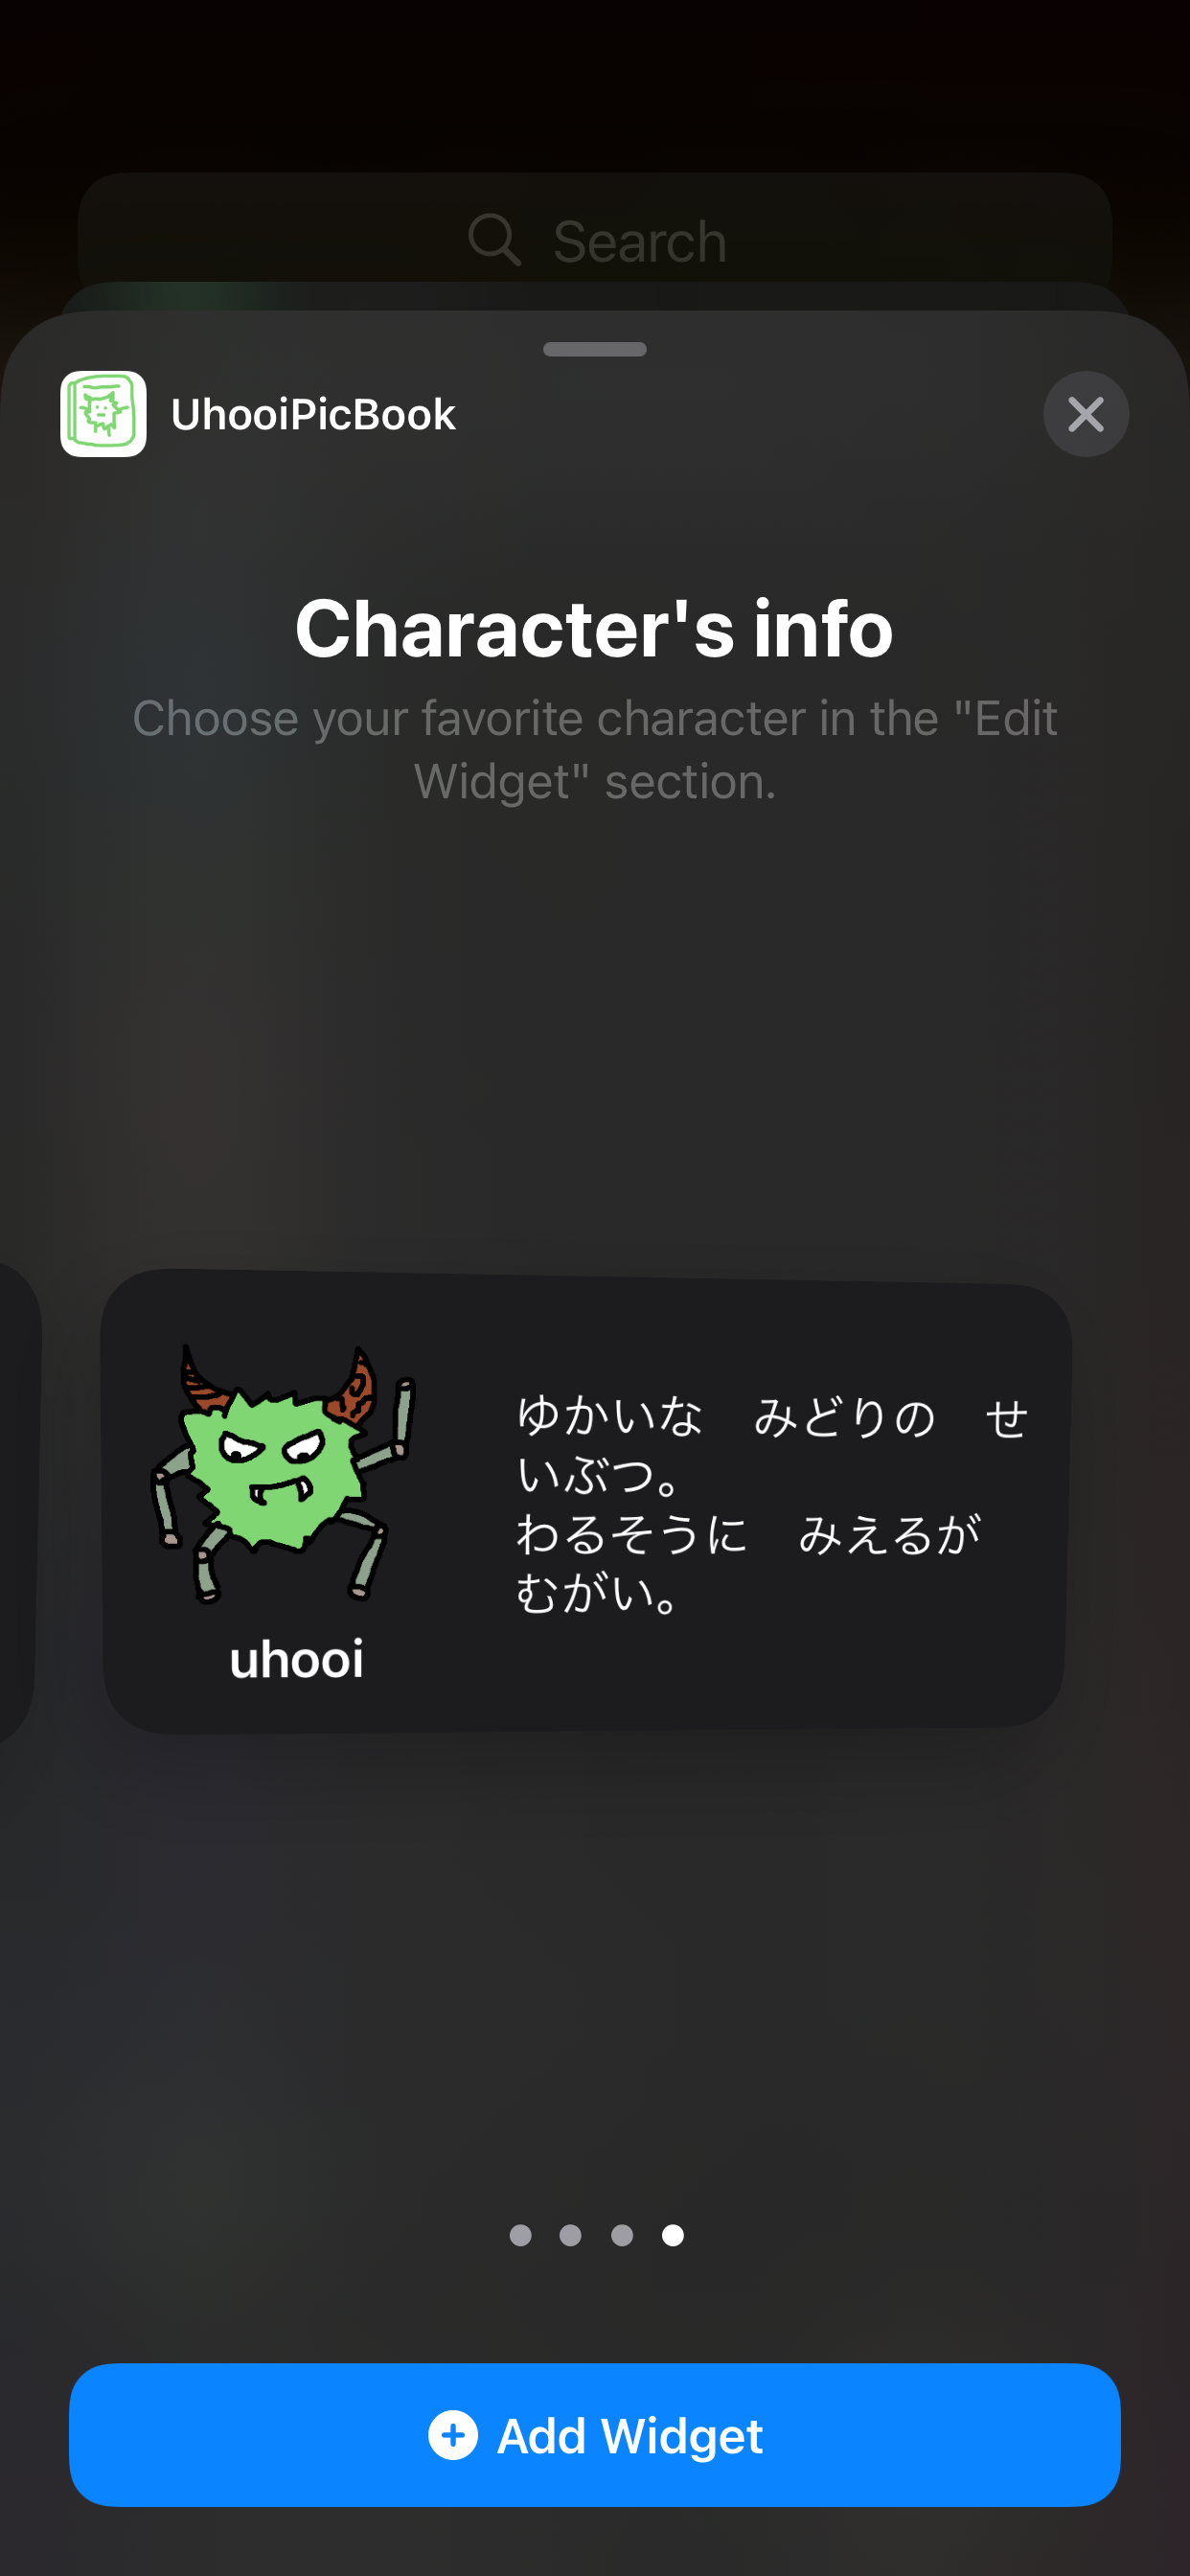 Search
UhooiPicBook
Character's info
Choose your favorite character in the "Edit
Widget" section.
ゆかいな　みどりの　せ
いぶつ。
わるそうに　みえるが
むがい。
uhooi
Add Widget